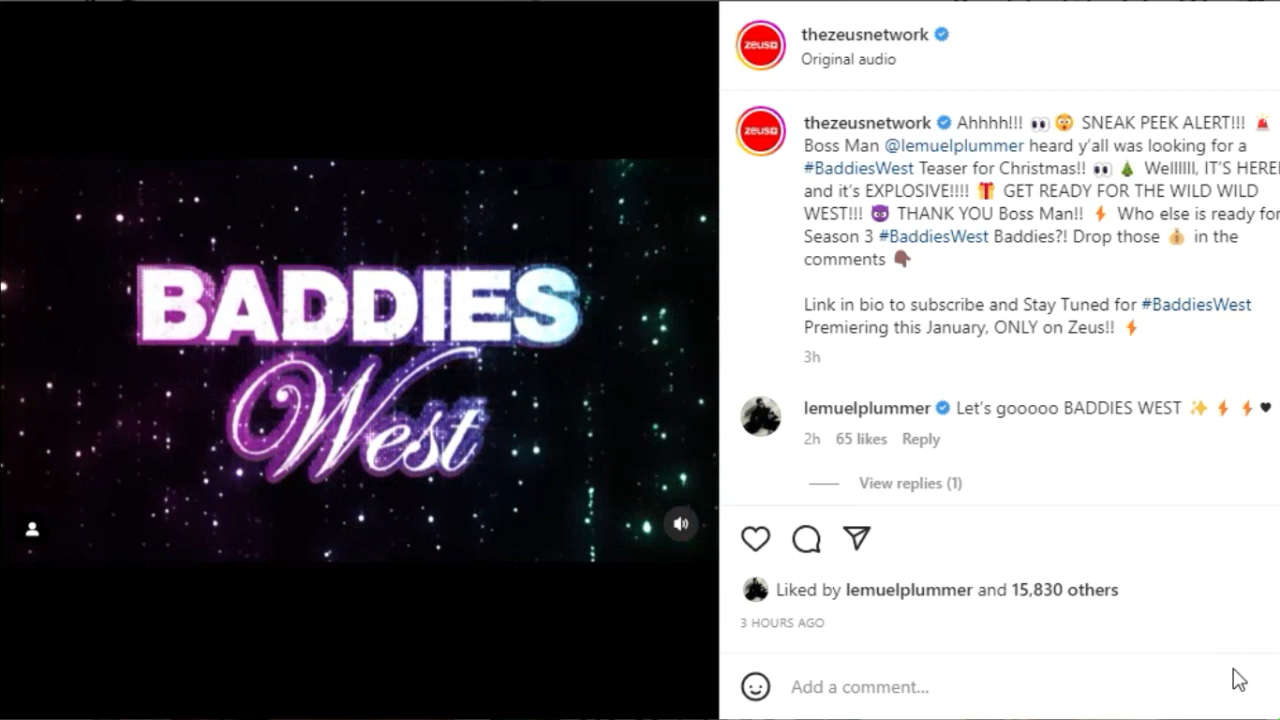 BADDIES
West
zeus
thezeusnetwork
Original audio
zeus
thezeusnetwork Ahhhh!!! 👀 😲 SNEAK PEEK ALERT!!! 🚨
Boss Man @lemuelplummer heard y'all was looking for a
#BaddiesWest Teaser for Christmas!! 👀 🎄 Wellllll, IT'S HERE!
and it's EXPLOSIVE!!!! 🎁 GET READY FOR THE WILD WILD
WEST!!! 😈 THANK YOU Boss Man!! ⚡ Who else is ready for
Season 3 #BaddiesWest Baddies?! Drop those 💰 in the
comments 👇🏾
Link in bio to subscribe and Stay Tuned for #BaddiesWest
Premiering this January, ONLY on Zeus!! ⚡
3h
lemuelplummer Let's gooooo BADDIES WEST ✨ ⚡ ⚡ 🖤
2h 65 likes Reply
View replies (1)
Liked by lemuelplummer and 15,830 others
3 HOURS AGO
Add a comment...